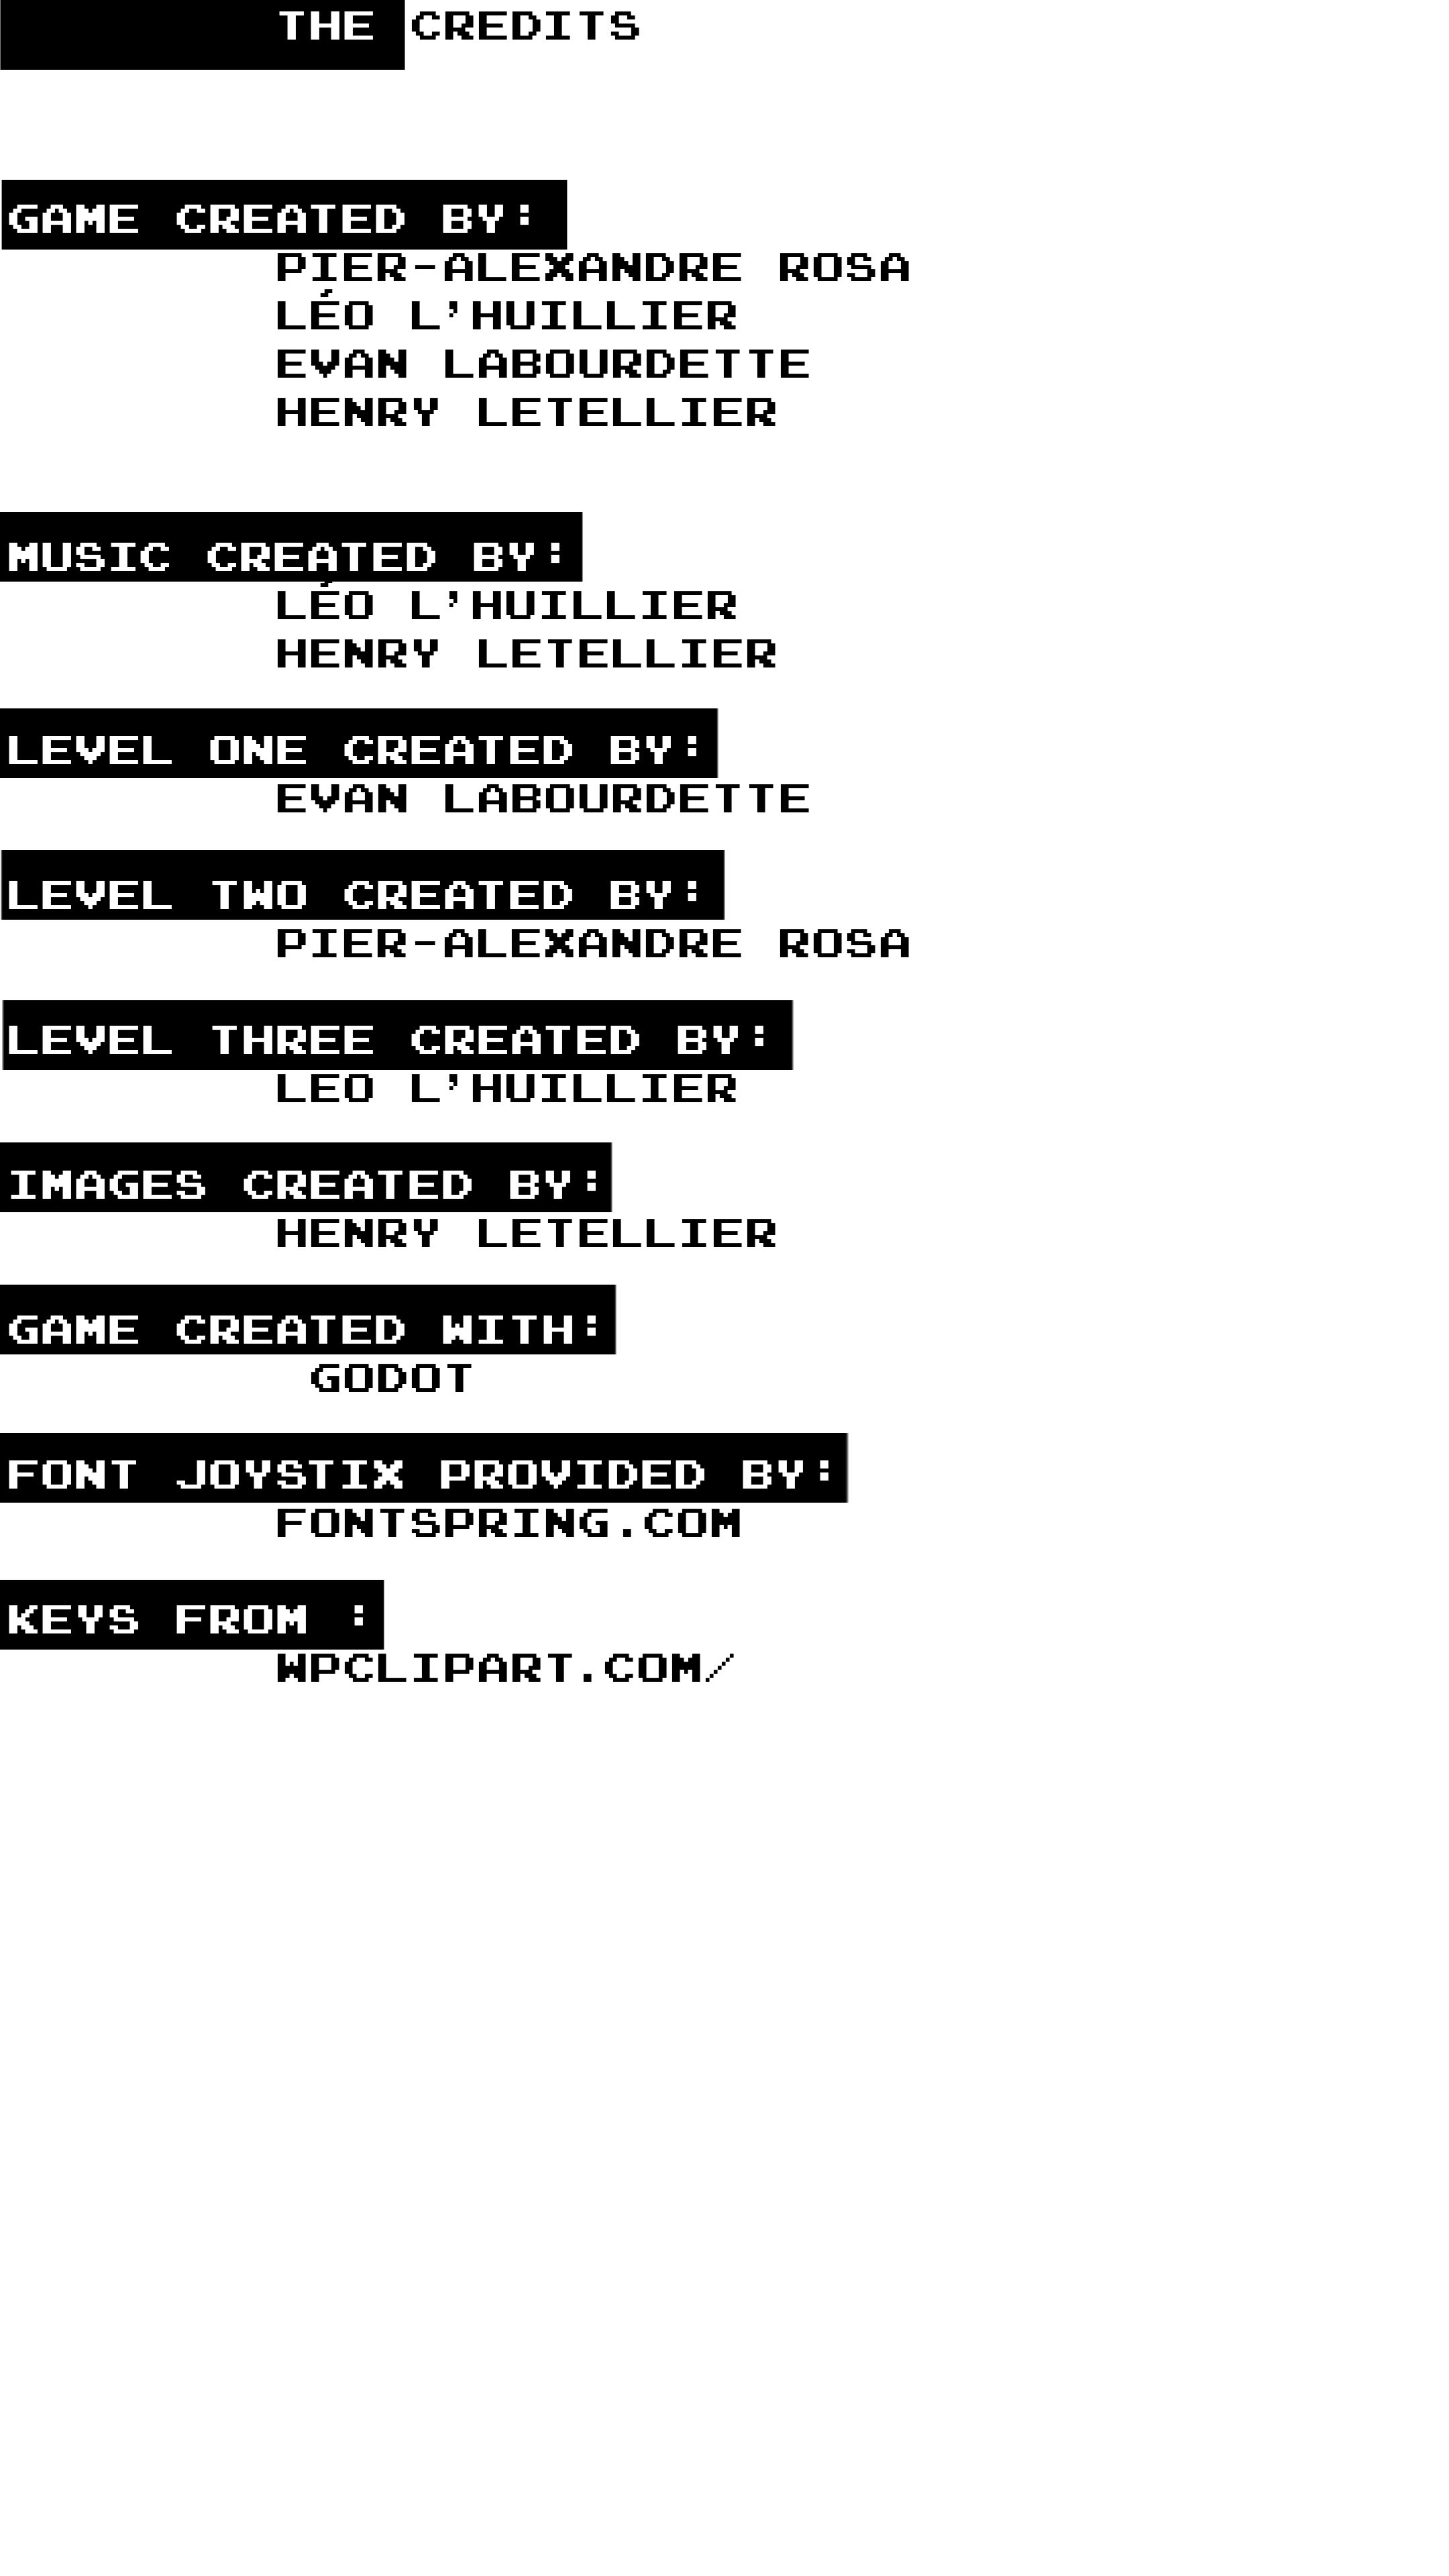 THE CREDITS
GAME CREATED BY:
PIER-ALEXANDRE ROSA
LÉO L'HUILLIER
EVAN LABOURDETTE
HENRY LETELLIER
MUSIC CREATED BY:
LÉO L'HUILLIER
HENRY LETELLIER
LEVEL ONE CREATED BY:
EVAN LABOURDETTE
LEVEL TWO CREATED BY:
PIER-ALEXANDRE ROSA
LEVEL THREE CREATED BY:
LEO L'HUILLIER
IMAGES CREATED BY:
HENRY LETELLIER
GAME CREATED WITH:
GODOT
FONT JOYSTIX PROVIDED BY:
FONTSPRING.COM
KEYS FROM :
WPCLIPART.COM/